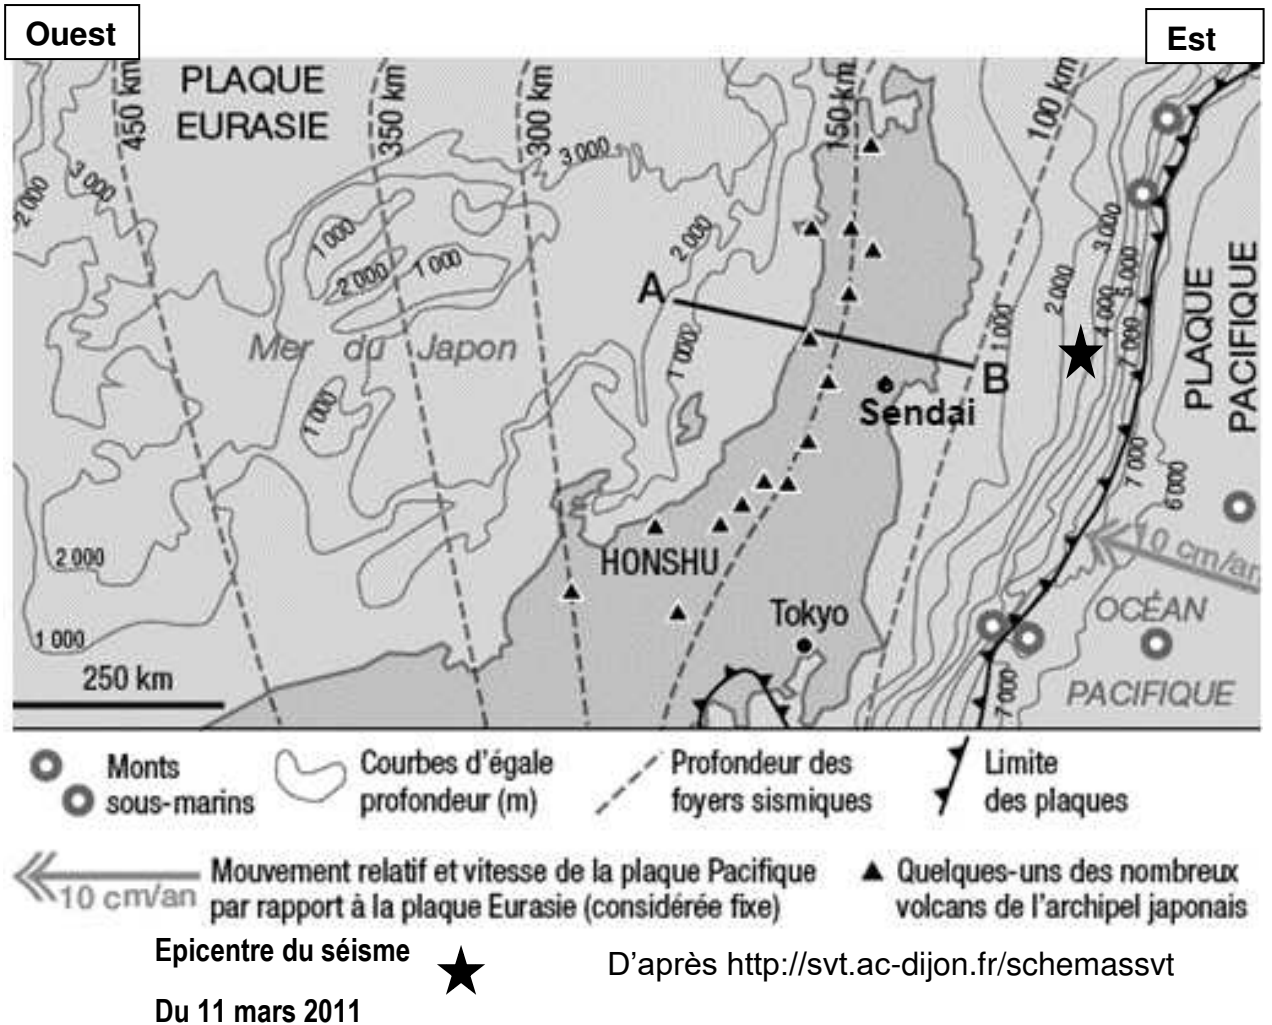 Ouest
Est
PLAQUE
EURASIE
450 km
350 km
300 km
150 km
100 km
2 000
3 000
3 000
1 000
2 000
1 000
2 000
1 000
1 000
2 000
1 000
Mer du Japon
A
B
Sendai
HONSHU
Tokyo
1 000
2 000
3 000
4 000
5 000
7 000
7 000
6 000
7 000
PLAQUE
PACIFIQUE
10 cm/an
OCÉAN
PACIFIQUE
250 km
Monts
sous-marins
Courbes d'égale
profondeur (m)
Profondeur des
foyers sismiques
Limite
des plaques
10 cm/an
Mouvement relatif et vitesse de la plaque Pacifique
par rapport à la plaque Eurasie (considérée fixe)
Quelques-uns des nombreux
volcans de l'archipel japonais
Epicentre du séisme
Du 11 mars 2011
D'après http://svt.ac-dijon.fr/schemassvt